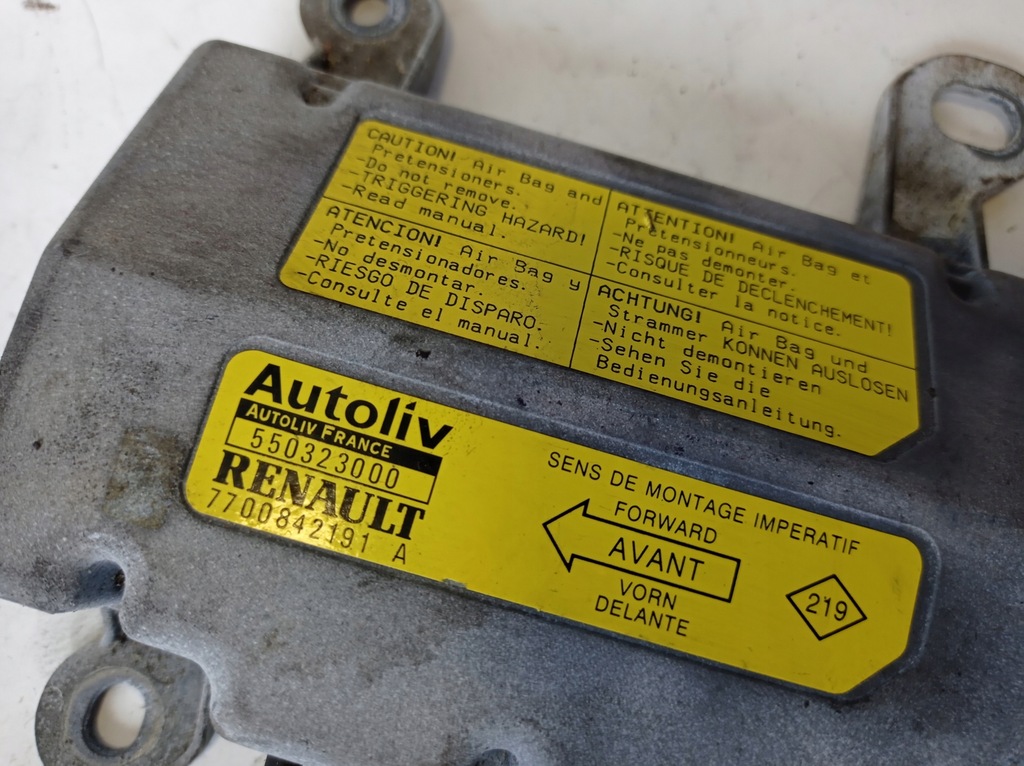 CAUTION! Air Bag and
Pretensioners.
-Do not remove.
-TRIGGERING HAZARD!
-Read manual.
ATTENTION! Air Bag et
Pretensionneurs.
-Ne pas demonter.
-RISQUE DE DECLENCHEMENT!
-Consulter la notice.
ATENCION! Air Bag y
Pretensionadores.
-No desmontar.
-RIESGO DE DISPARO.
-Consulte el manual.
ACHTUNG! Air Bag und
Strammer KONNEN AUSLOSEN
-Nicht demontieren
-Sehen Sie die
Bedienungsanleitung.
Autoliv
AUTOLIV FRANCE
550323000
RENAULT
7700842191 A
SENS DE MONTAGE IMPERATIF
FORWARD
AVANT
VORN
DELANTE
219